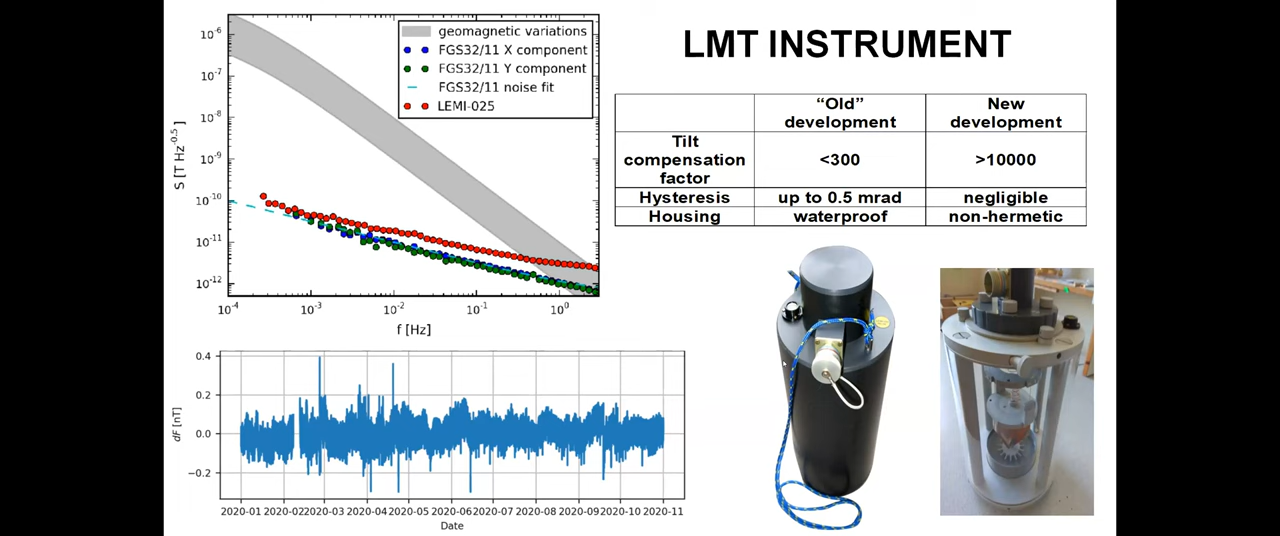 LMT INSTRUMENT
geomagnetic variations
FGS32/11 X component
FGS32/11 Y component
FGS32/11 noise fit
LEMI-025
S [T Hz^-0.5 ]
10^-6
10^-7
10^-8
10^-9
10^-10
10^-11
10^-12
10^-4 10^-3 10^-2 10^-1 10^0
f [Hz]
"Old" development New development
Tilt compensation factor <300 >10000
Hysteresis up to 0.5 mrad negligible
Housing waterproof non-hermetic
dF [nT]
0.4
0.2
0.0
−0.2
2020-01 2020-02 2020-03 2020-04 2020-05 2020-06 2020-07 2020-08 2020-09 2020-10 2020-11
Date